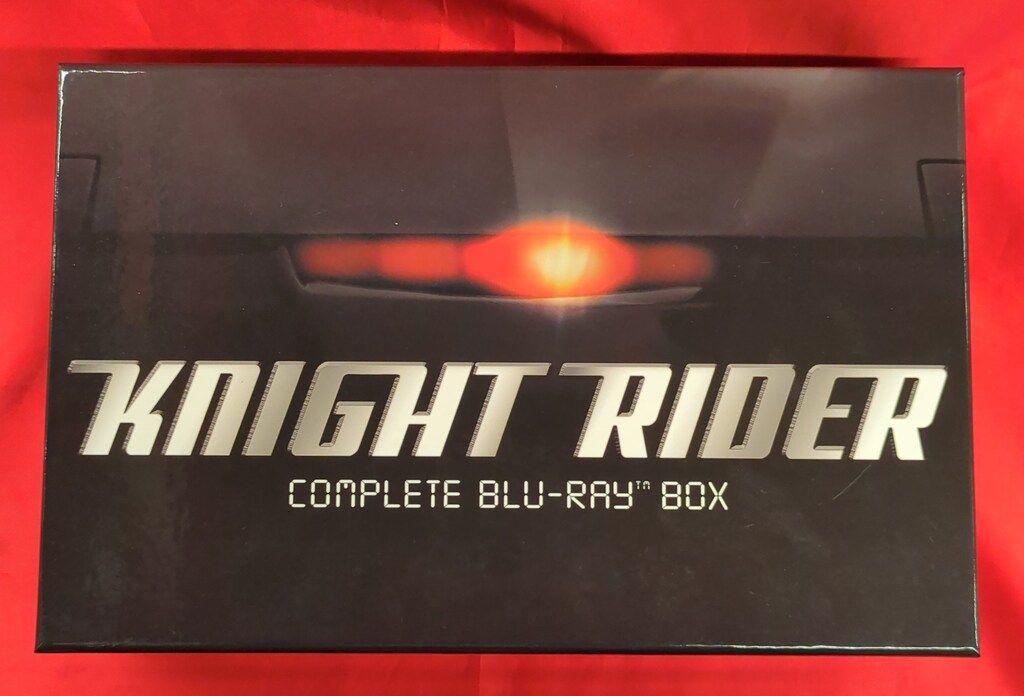 KNIGHT RIDER
COMPLETE BLU-RAY™ BOX